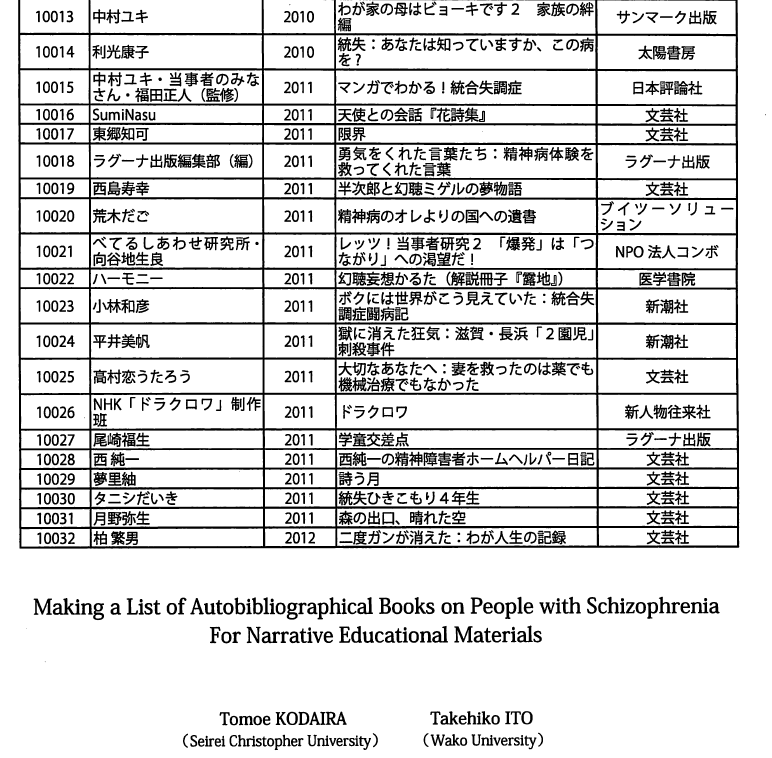 10013 中村ユキ 2010 わが家の母はビョーキです２　家族の絆編 サンマーク出版
10014 利光康子 2010 統失：あなたは知っていますか、この病を？ 太陽書房
10015 中村ユキ・当事者のみなさん・福田正人（監修） 2011 マンガでわかる！統合失調症 日本評論社
10016 SumiNasu 2011 天使との会話『花詩集』 文芸社
10017 東郷知可 2011 限界 文芸社
10018 ラグーナ出版編集部（編） 2011 勇気をくれた言葉たち：精神病体験を救ってくれた言葉 ラグーナ出版
10019 西島寿幸 2011 半次郎と幻聴ミゲルの夢物語 文芸社
10020 荒木だご 2011 精神病のオレよりの国への遺書 ブイツーソリューション
10021 べてるしあわせ研究所・向谷地生良 2011 レッツ！当事者研究２　「爆発」は「つながり」への渇望だ！ NPO 法人コンボ
10022 ハーモニー 2011 幻聴妄想かるた（解説冊子『露地』） 医学書院
10023 小林和彦 2011 ボクには世界がこう見えていた：統合失調症闘病記 新潮社
10024 平井美帆 2011 獄に消えた狂気：滋賀・長浜「２園児」刺殺事件 新潮社
10025 高村恋うたろう 2011 大切なあなたへ：妻を救ったのは薬でも機械治療でもなかった 文芸社
10026 NHK「ドラクロワ」制作班 2011 ドラクロワ 新人物往来社
10027 尾崎福生 2011 学童交差点 ラグーナ出版
10028 西 純一 2011 西純一の精神障害者ホームヘルパー日記 文芸社
10029 夢里紬 2011 詩う月 文芸社
10030 タニシだいき 2011 統失ひきこもり４年生 文芸社
10031 月野弥生 2011 森の出口、晴れた空 文芸社
10032 柏 繁男 2012 二度ガンが消えた：わが人生の記録 文芸社
Making a List of Autobibliographical Books on People with Schizophrenia
For Narrative Educational Materials
Tomoe KODAIRA Takehiko ITO
(Seirei Christopher University) (Wako University)